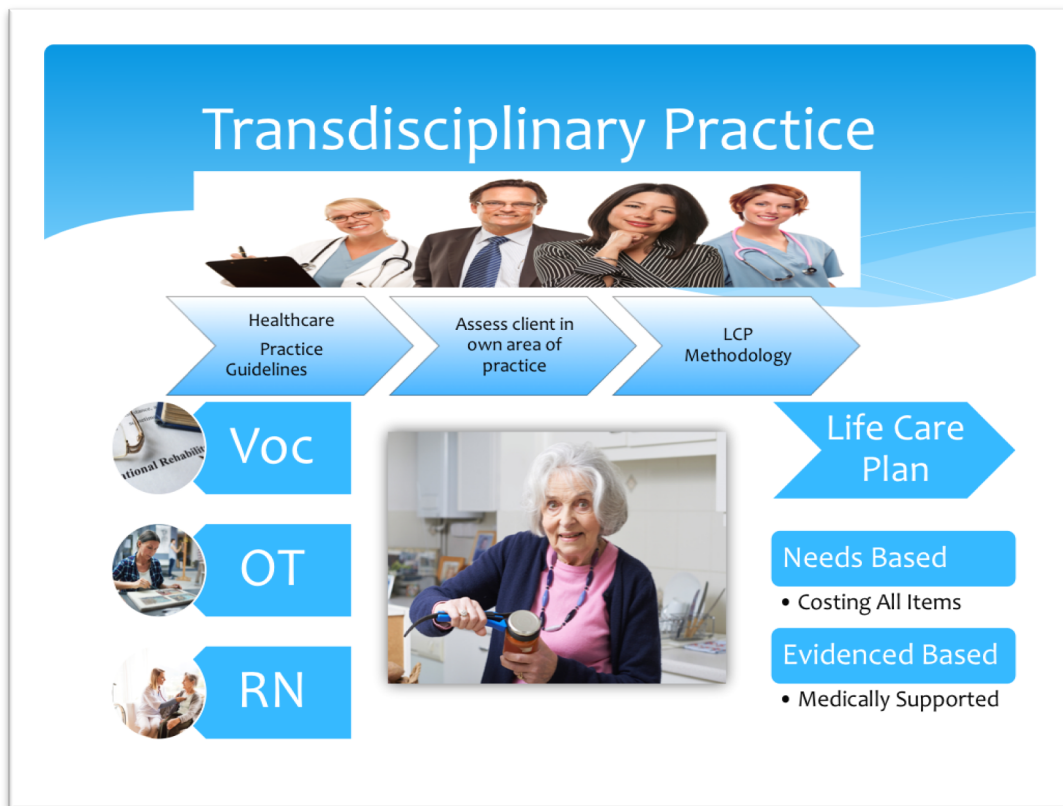 Transdisciplinary Practice
Healthcare
Practice
Guidelines
Assess client in
own area of
practice
LCP
Methodology
Voc
OT
RN
Life Care
Plan
Needs Based
• Costing All Items
Evidenced Based
• Medically Supported